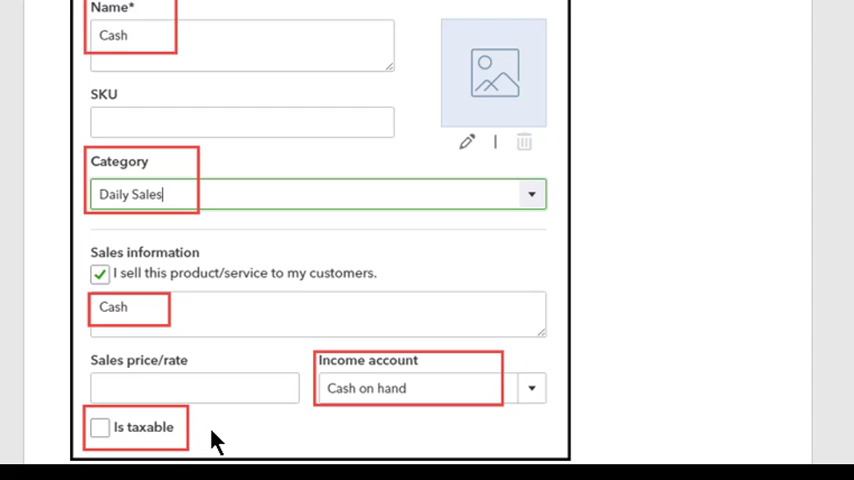 Name*
Cash
SKU
Category
Daily Sales
Sales information
I sell this product/service to my customers.
Cash
Sales price/rate
Income account
Cash on hand
Is taxable